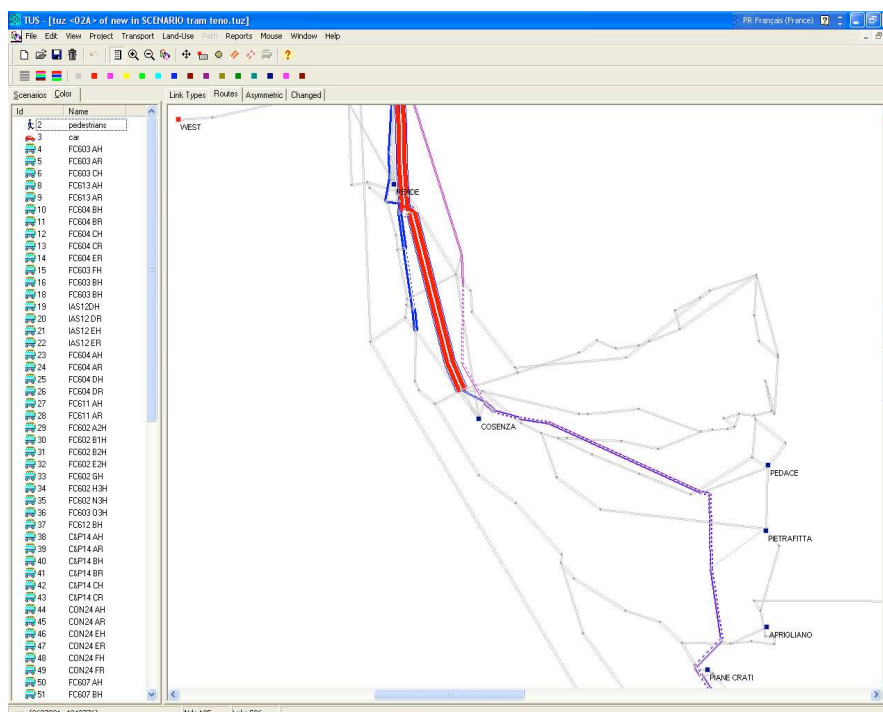 TUS - [tuz <02A> of new in SCENARIO tram teno.tuz]
FR Français (France)
File Edit View Project Transport Land-Use Path Reports Mouse Window Help
Scenarios Color
Link Types Routes Asymmetric Changed
Id Name
2 pedestrians
3 car
4 FC603 AH
5 FC603 AR
6 FC603 CH
8 FC613 AH
9 FC613 AR
10 FC604 BH
11 FC604 BR
12 FC604 CH
13 FC604 CR
14 FC604 ER
15 FC603 FH
16 FC603 BH
18 FC603 BH
19 IAS12DH
20 IAS12 DR
21 IAS12 EH
22 IAS12 ER
23 FC604 AH
24 FC604 AR
25 FC604 DH
26 FC604 DR
27 FC611 AH
28 FC611 AR
29 FC602 A2H
30 FC602 B1H
31 FC602 B2H
32 FC602 E2H
33 FC602 GH
34 FC602 H3H
35 FC602 N3H
36 FC603 O3H
37 FC612 BH
38 C&P14 AH
39 C&P14 AR
40 C&P14 BH
41 C&P14 BR
42 C&P14 CH
43 C&P14 CR
44 CON24 AH
45 CON24 AR
46 CON24 EH
47 CON24 ER
48 CON24 FH
49 CON24 FR
50 FC607 AH
51 FC607 BH
WEST
COSENZA
PEDACE
PIETRAFITTA
APRIGLIANO
PIANE CRATI